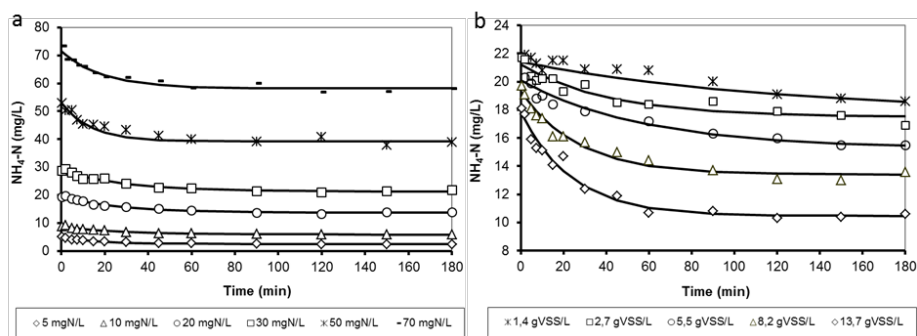 a
80
70
60
50
40
30
20
10
0
NH₄-N (mg/L)
0 20 40 60 80 100 120 140 160 180
Time (min)
5 mgN/L 10 mgN/L 20 mgN/L 30 mgN/L 50 mgN/L 70 mgN/L
b
24
22
20
18
16
14
12
10
8
NH₄-N (mg/L)
0 20 40 60 80 100 120 140 160 180
Time (min)
1,4 gVSS/L 2,7 gVSS/L 5,5 gVSS/L 8,2 gVSS/L 13,7 gVSS/L